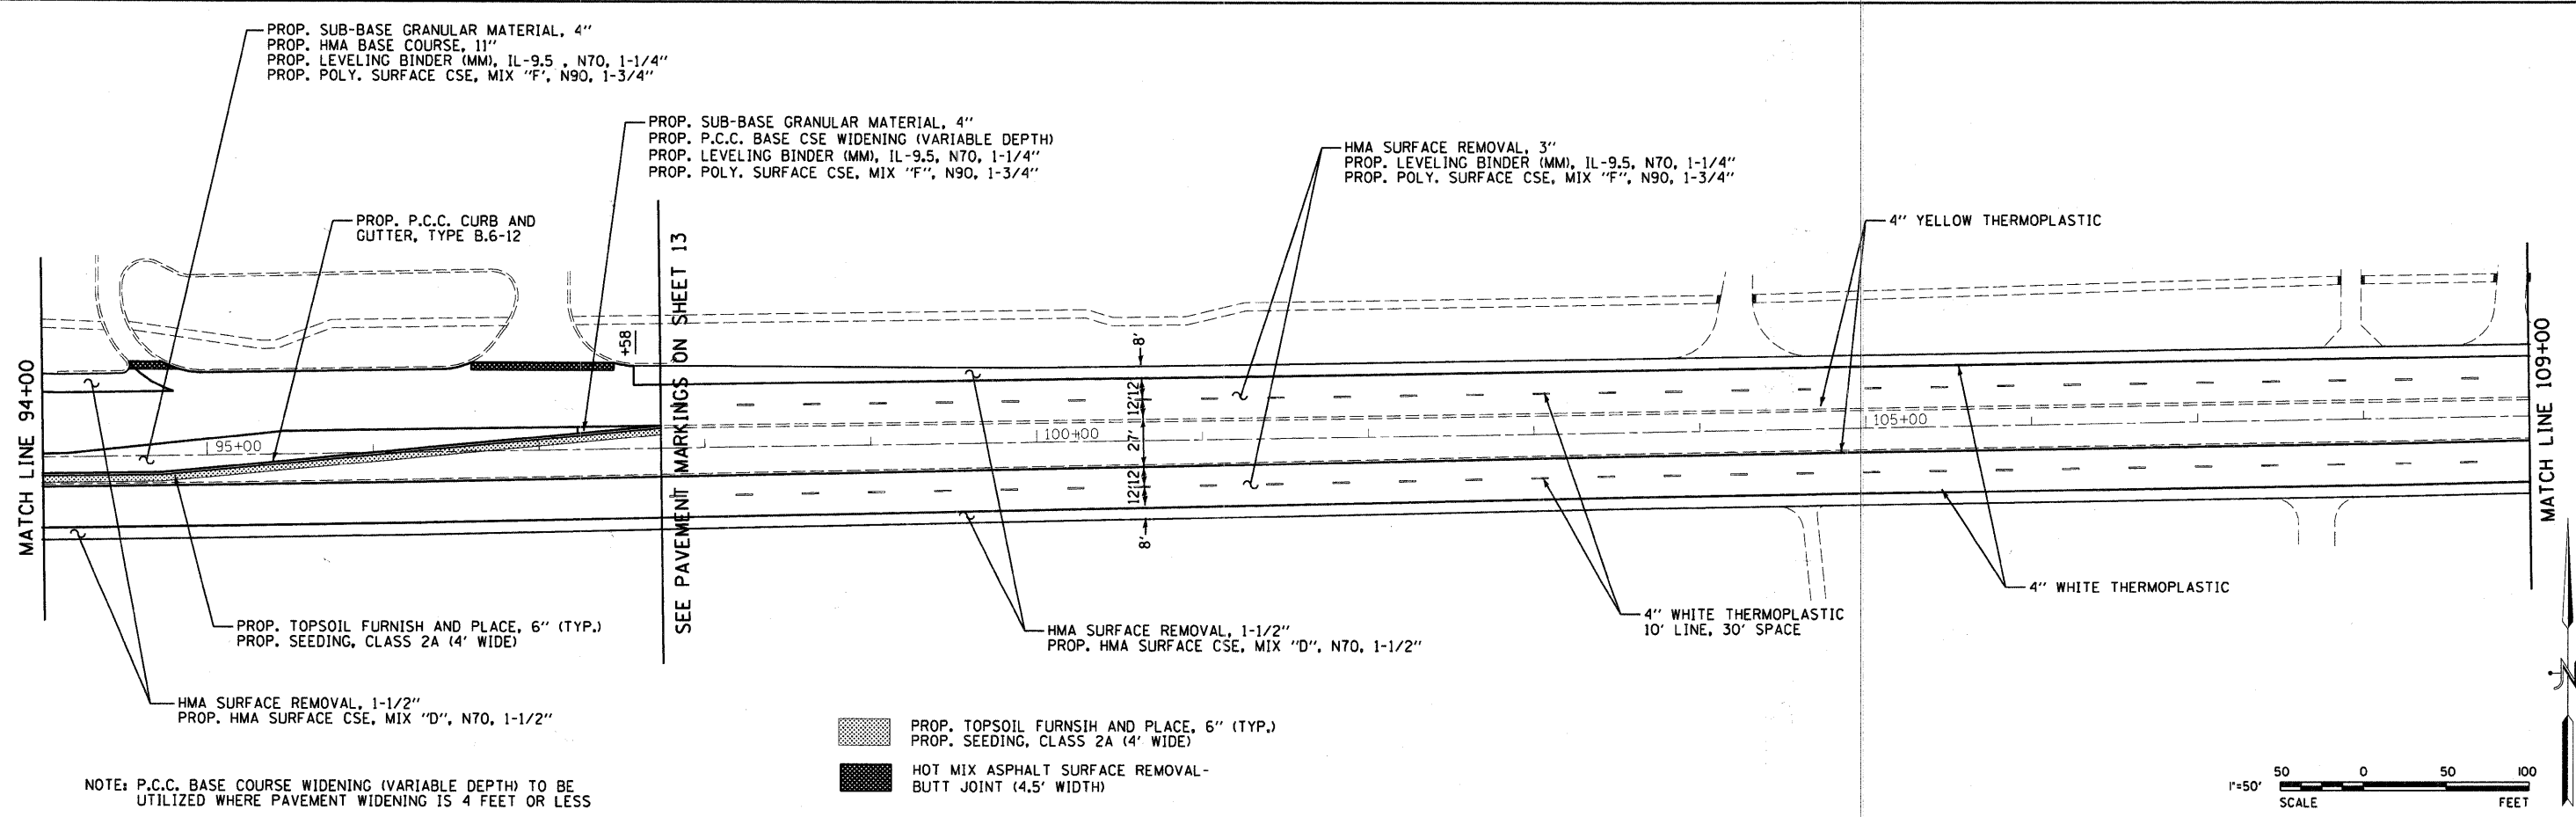 PROP. SUB-BASE GRANULAR MATERIAL, 4"
PROP. HMA BASE COURSE, 11"
PROP. LEVELING BINDER (MM), IL-9.5 , N70, 1-1/4"
PROP. POLY. SURFACE CSE, MIX "F", N90, 1-3/4"
PROP. SUB-BASE GRANULAR MATERIAL, 4"
PROP. P.C.C. BASE CSE WIDENING (VARIABLE DEPTH)
PROP. LEVELING BINDER (MM), IL-9.5, N70, 1-1/4"
PROP. POLY. SURFACE CSE, MIX "F", N90, 1-3/4"
HMA SURFACE REMOVAL, 3"
PROP. LEVELING BINDER (MM), IL-9.5, N70, 1-1/4"
PROP. POLY. SURFACE CSE, MIX "F", N90, 1-3/4"
PROP. P.C.C. CURB AND
GUTTER, TYPE B.6-12
4" YELLOW THERMOPLASTIC
MATCH LINE 94+00
+58
SEE PAVEMENT MARKINGS ON SHEET 13
8'
12'
12'
27'
12'
12'
8'
95+00
100+00
105+00
MATCH LINE 109+00
PROP. TOPSOIL FURNISH AND PLACE, 6" (TYP.)
PROP. SEEDING, CLASS 2A (4' WIDE)
HMA SURFACE REMOVAL, 1-1/2"
PROP. HMA SURFACE CSE, MIX "D", N70, 1-1/2"
4" WHITE THERMOPLASTIC
10' LINE, 30' SPACE
4" WHITE THERMOPLASTIC
HMA SURFACE REMOVAL, 1-1/2"
PROP. HMA SURFACE CSE, MIX "D", N70, 1-1/2"
PROP. TOPSOIL FURNSIH AND PLACE, 6" (TYP.)
PROP. SEEDING, CLASS 2A (4' WIDE)
HOT MIX ASPHALT SURFACE REMOVAL-
BUTT JOINT (4.5' WIDTH)
NOTE: P.C.C. BASE COURSE WIDENING (VARIABLE DEPTH) TO BE
UTILIZED WHERE PAVEMENT WIDENING IS 4 FEET OR LESS
50 0 50 100
1"=50'
SCALE FEET
N